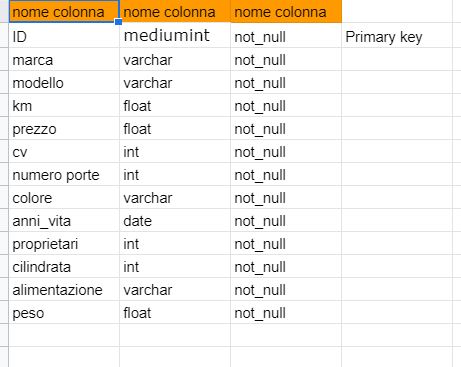 nome colonna nome colonna nome colonna
ID mediumint not_null Primary key
marca varchar not_null
modello varchar not_null
km float not_null
prezzo float not_null
cv int not_null
numero porte int not_null
colore varchar not_null
anni_vita date not_null
proprietari int not_null
cilindrata int not_null
alimentazione varchar not_null
peso float not_null